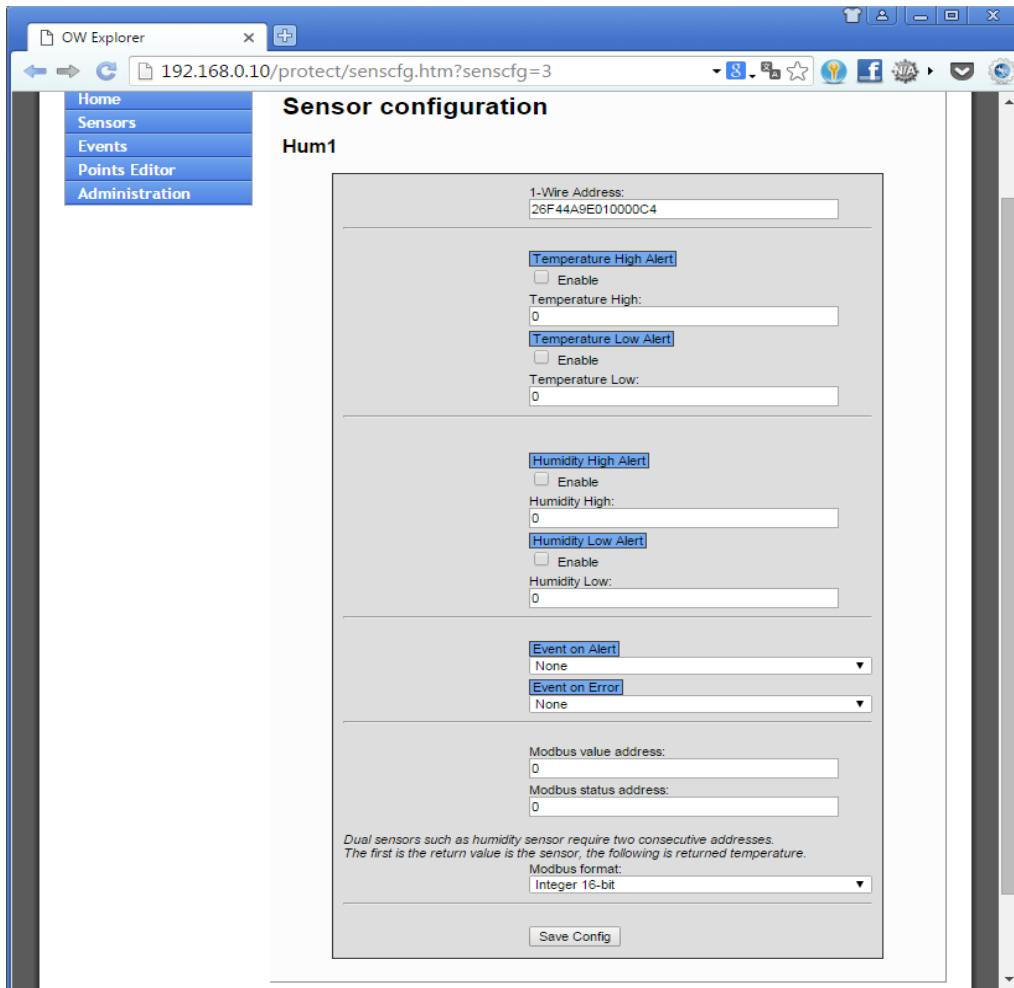 OW Explorer
192.168.0.10/protect/senscfg.htm?senscfg=3
Home
Sensors
Events
Points Editor
Administration
Sensor configuration
Hum1
1-Wire Address:
26F44A9E010000C4
Temperature High Alert
Enable
Temperature High:
0
Temperature Low Alert
Enable
Temperature Low:
0
Humidity High Alert
Enable
Humidity High:
0
Humidity Low Alert
Enable
Humidity Low:
0
Event on Alert
None
Event on Error
None
Modbus value address:
0
Modbus status address:
0
Dual sensors such as humidity sensor require two consecutive addresses.
The first is the return value is the sensor, the following is returned temperature.
Modbus format:
Integer 16-bit
Save Config